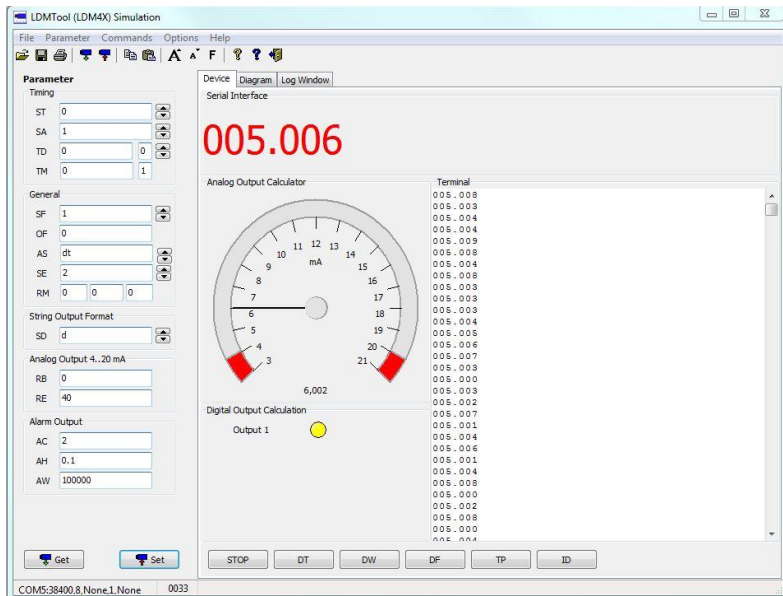 LDMTool (LDM4X) Simulation
File Parameter Commands Options Help
A A F ? ?
Parameter
Timing
ST 0
SA 1
TD 0 0
TM 0 1
General
SF 1
OF 0
AS dt
SE 2
RM 0 0 0
String Output Format
SD d
Analog Output 4..20 mA
RB 0
RE 40
Alarm Output
AC 2
AH 0.1
AW 100000
Get Set
Device Diagram Log Window
Serial Interface
005.006
Analog Output Calculator
3 4 5 6 7 8 9 10 11 12 13 14 15 16 17 18 19 20 21
mA
6,002
Digital Output Calculation
Output 1
Terminal
005.008
005.003
005.004
005.004
005.009
005.008
005.004
005.008
005.003
005.003
005.003
005.004
005.005
005.006
005.007
005.003
005.000
005.003
005.002
005.007
005.001
005.004
005.006
005.001
005.004
005.008
005.000
005.002
005.008
005.000
005.004
STOP DT DW DF TP ID
COM5:38400,8,None,1,None 0033